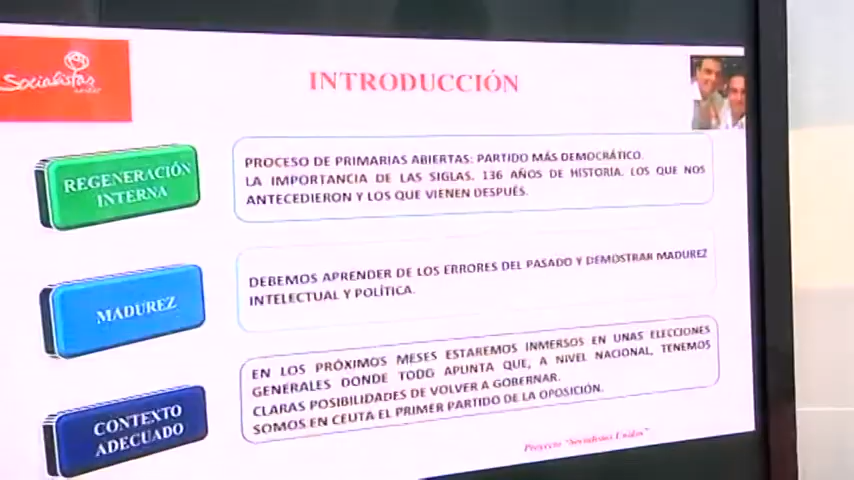 Socialistas
unidos
INTRODUCCIÓN
REGENERACIÓN
INTERNA
PROCESO DE PRIMARIAS ABIERTAS: PARTIDO MÁS DEMOCRÁTICO.
LA IMPORTANCIA DE LAS SIGLAS. 136 AÑOS DE HISTORIA. LOS QUE NOS
ANTECEDIERON Y LOS QUE VIENEN DESPUÉS.
MADUREZ
DEBEMOS APRENDER DE LOS ERRORES DEL PASADO Y DEMOSTRAR MADUREZ
INTELECTUAL Y POLÍTICA.
CONTEXTO
ADECUADO
EN LOS PRÓXIMOS MESES ESTAREMOS INMERSOS EN UNAS ELECCIONES
GENERALES DONDE TODO APUNTA QUE, A NIVEL NACIONAL, TENEMOS
CLARAS POSIBILIDADES DE VOLVER A GOBERNAR.
SOMOS EN CEUTA EL PRIMER PARTIDO DE LA OPOSICIÓN.
Proyecto "Socialistas Unidos"